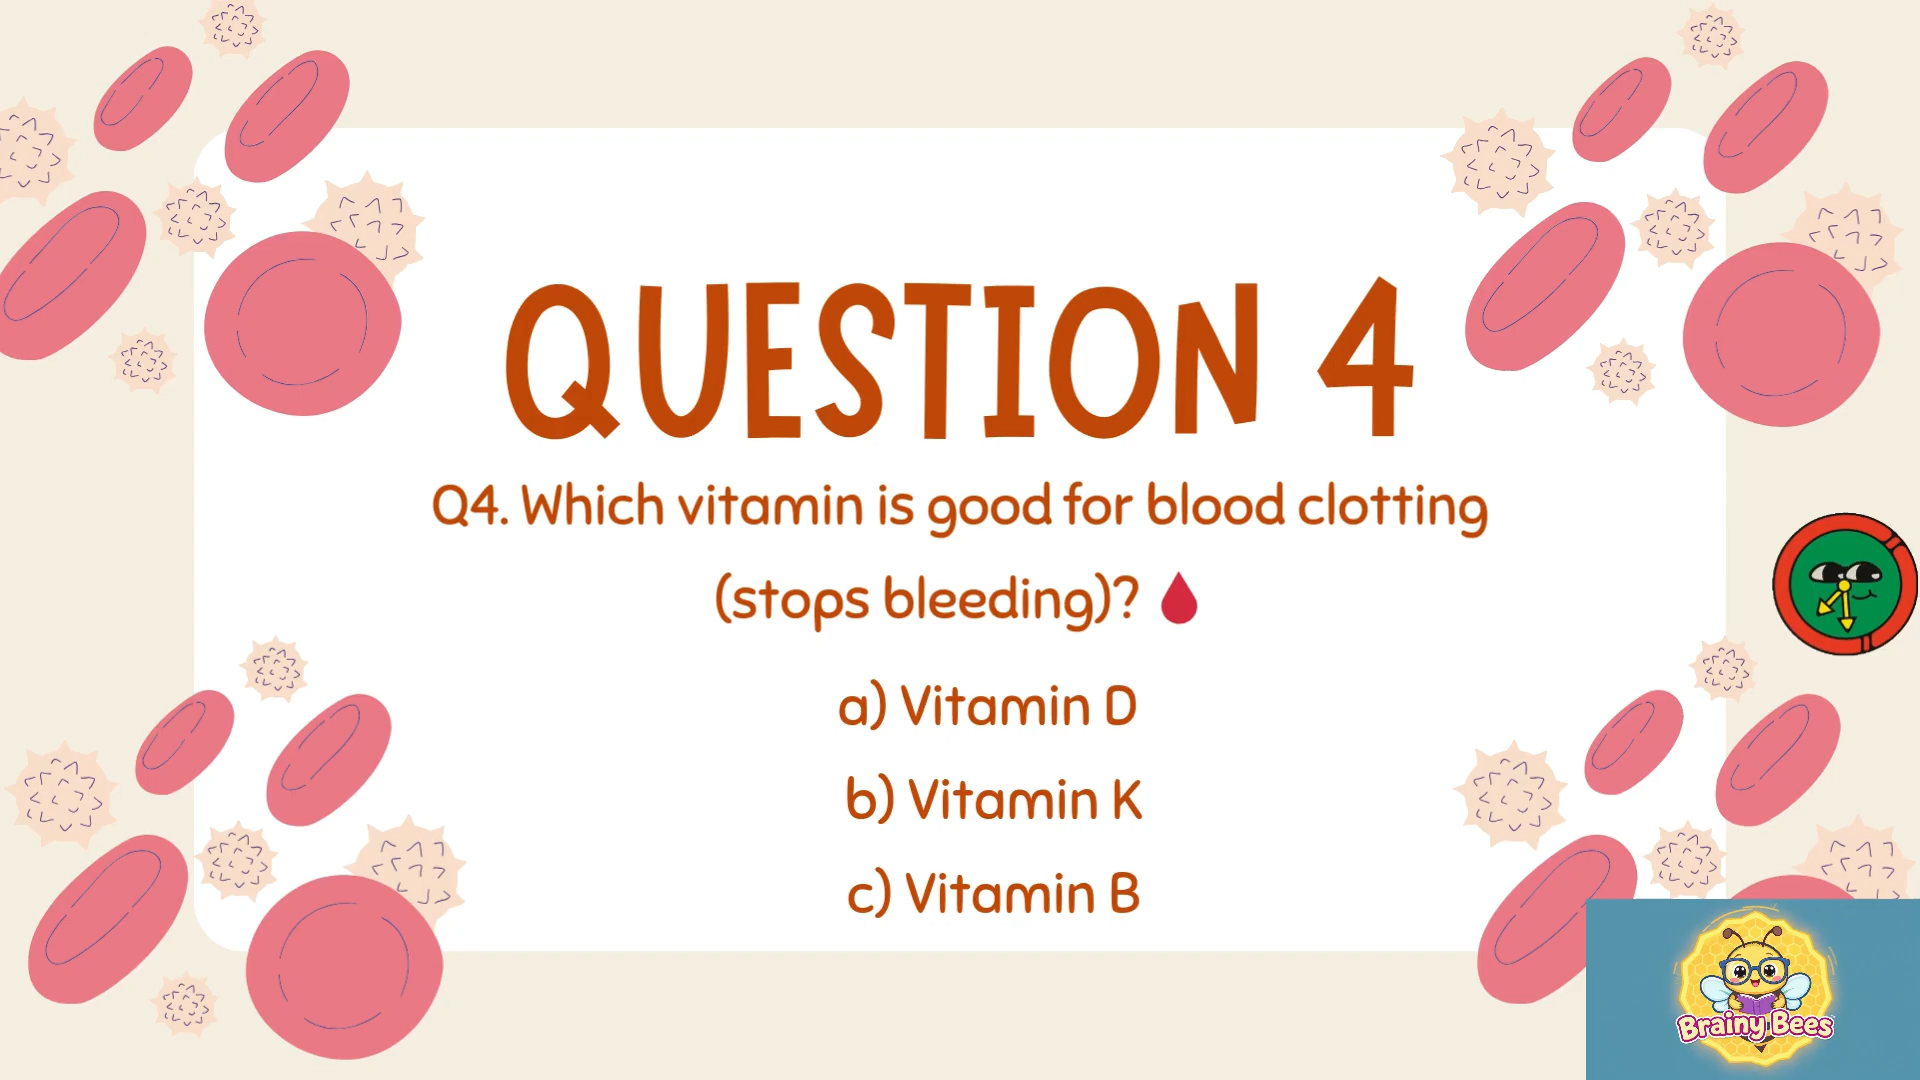 QUESTION 4
Q4. Which vitamin is good for blood clotting
(stops bleeding)? 🩸
a) Vitamin D
b) Vitamin K
c) Vitamin B
Brainy Bees